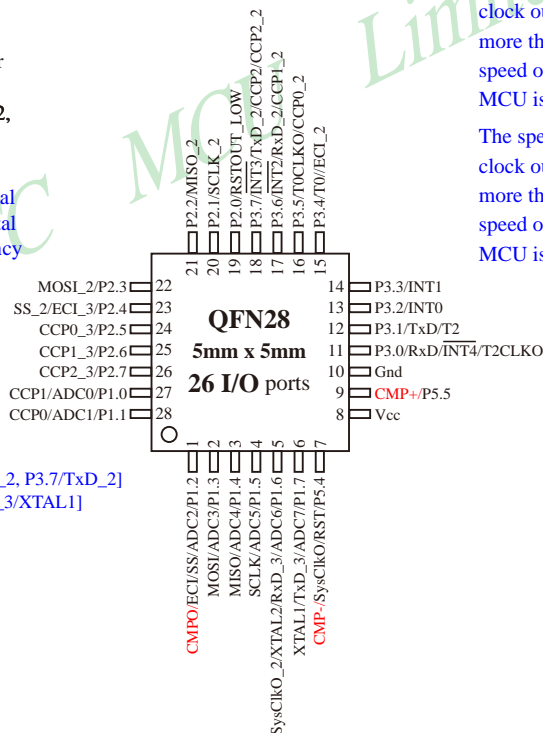 clock ou
more th
speed o
MCU is
The spe
clock ou
more th
speed o
MCU is
r
2,
al
tal
ncy
MCU Limi
P2.2/MISO_2
P2.1/SCLK_2
P2.0/RSTOUT_LOW
P3.7/INT3/TxD_2/CCP2/CCP2_2
P3.6/INT2/RxD_2/CCP1_2
P3.5/T0CLKO/CCP0_2
P3.4/T0//ECI_2
21
20
19
18
17
16
15
MOSI_2/P2.3 22
SS_2/ECI_3/P2.4 23
CCP0_3/P2.5 24
CCP1_3/P2.6 25
CCP2_3/P2.7 26
CCP1/ADC0/P1.0 27
CCP0/ADC1/P1.1 28
QFN28
5mm x 5mm
26 I/O ports
14 P3.3/INT1
13 P3.2/INT0
12 P3.1/TxD/T2
11 P3.0/RxD/INT4/T2CLKO
10 Gnd
9 CMP+/P5.5
8 Vcc
_2, P3.7/TxD_2]
_3/XTAL1]
1
2
3
4
5
6
7
CMPO/ECI/SS/ADC2/P1.2
MOSI/ADC3/P1.3
MISO/ADC4/P1.4
SCLK/ADC5/P1.5
SysClkO_2/XTAL2/RxD_3/ADC6/P1.6
XTAL1/TxD_3/ADC7/P1.7
CMP-/SysClkO/RST/P5.4